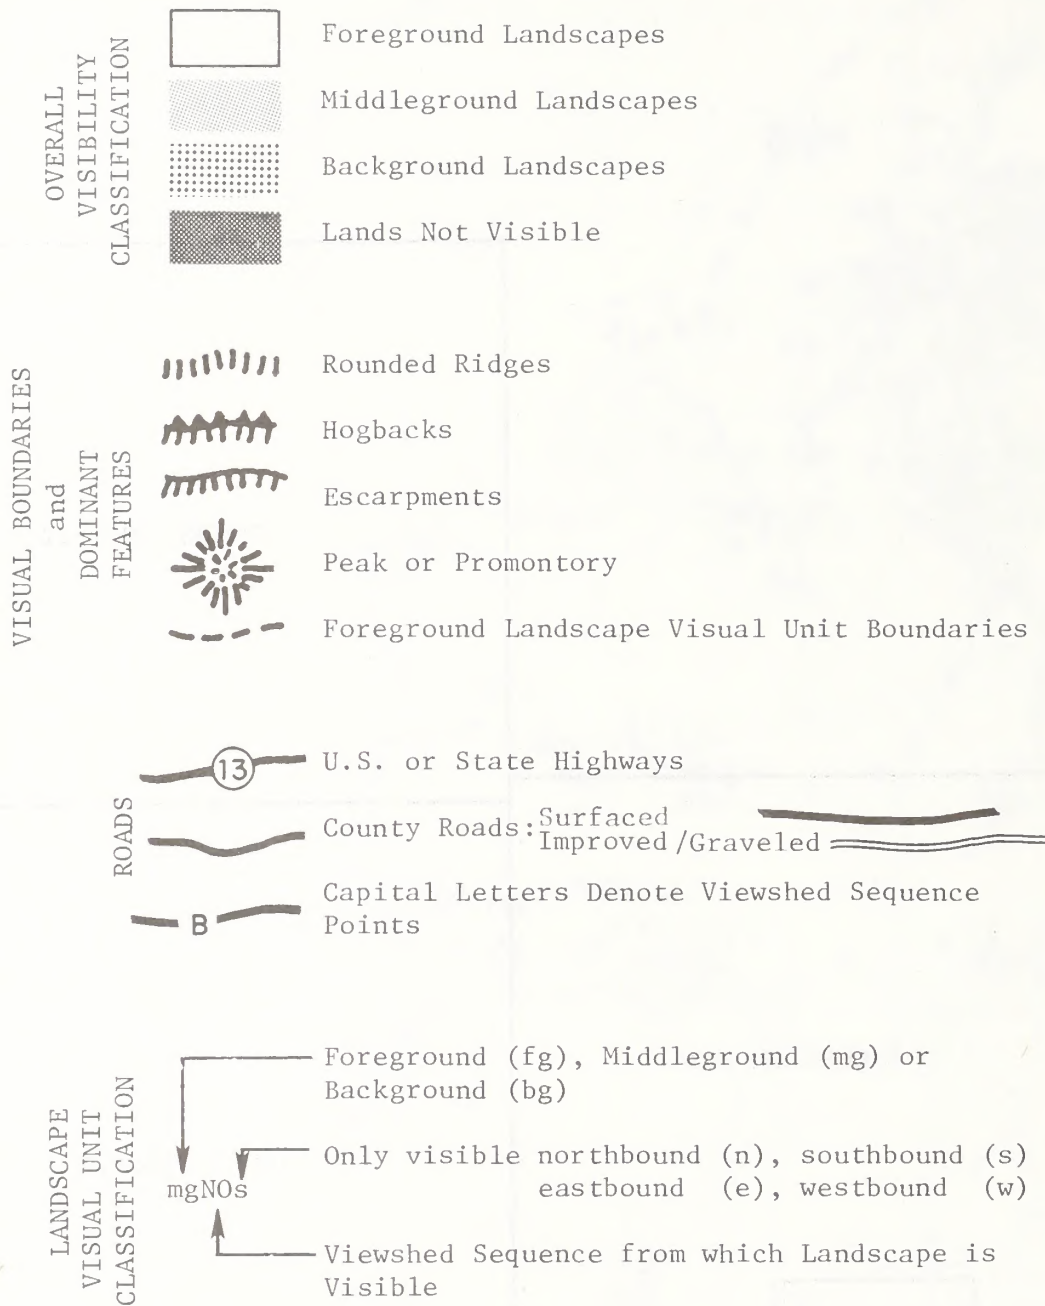 OVERALL
VISIBILITY
CLASSIFICATION
Foreground Landscapes
Middleground Landscapes
Background Landscapes
Lands Not Visible
VISUAL BOUNDARIES
and
DOMINANT
FEATURES
Rounded Ridges
Hogbacks
Escarpments
Peak or Promontory
Foreground Landscape Visual Unit Boundaries
ROADS
13
U.S. or State Highways
County Roads: Surfaced
Improved/Graveled
B
Capital Letters Denote Viewshed Sequence
Points
LANDSCAPE
VISUAL UNIT
CLASSIFICATION
Foreground (fg), Middleground (mg) or
Background (bg)
Only visible northbound (n), southbound (s)
eastbound (e), westbound (w)
mgNOs
Viewshed Sequence from which Landscape is
Visible